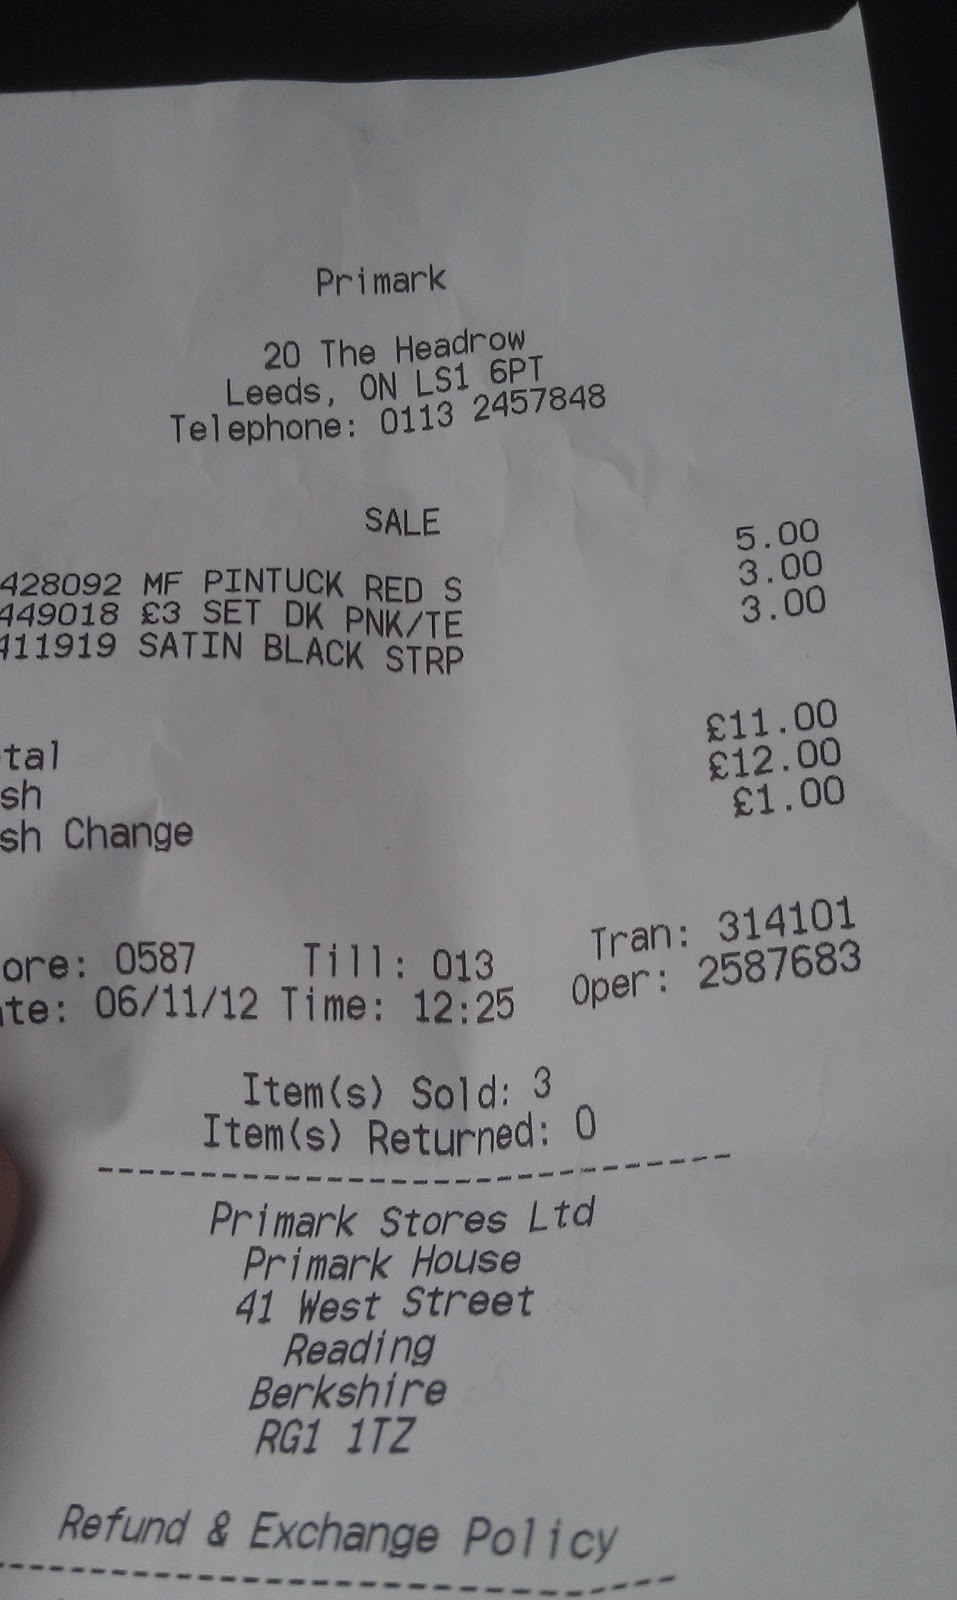 Primark
20 The Headrow
Leeds, ON LS1 6PT
Telephone: 0113 2457848
SALE
428092 MF PINTUCK RED S 5.00
449018 £3 SET DK PNK/TE 3.00
411919 SATIN BLACK STRP 3.00
tal £11.00
sh £12.00
sh Change £1.00
ore: 0587 Till: 013 Tran: 314101
te: 06/11/12 Time: 12:25 Oper: 2587683
Item(s) Sold: 3
Item(s) Returned: 0
Primark Stores Ltd
Primark House
41 West Street
Reading
Berkshire
RG1 1TZ
Refund & Exchange Policy